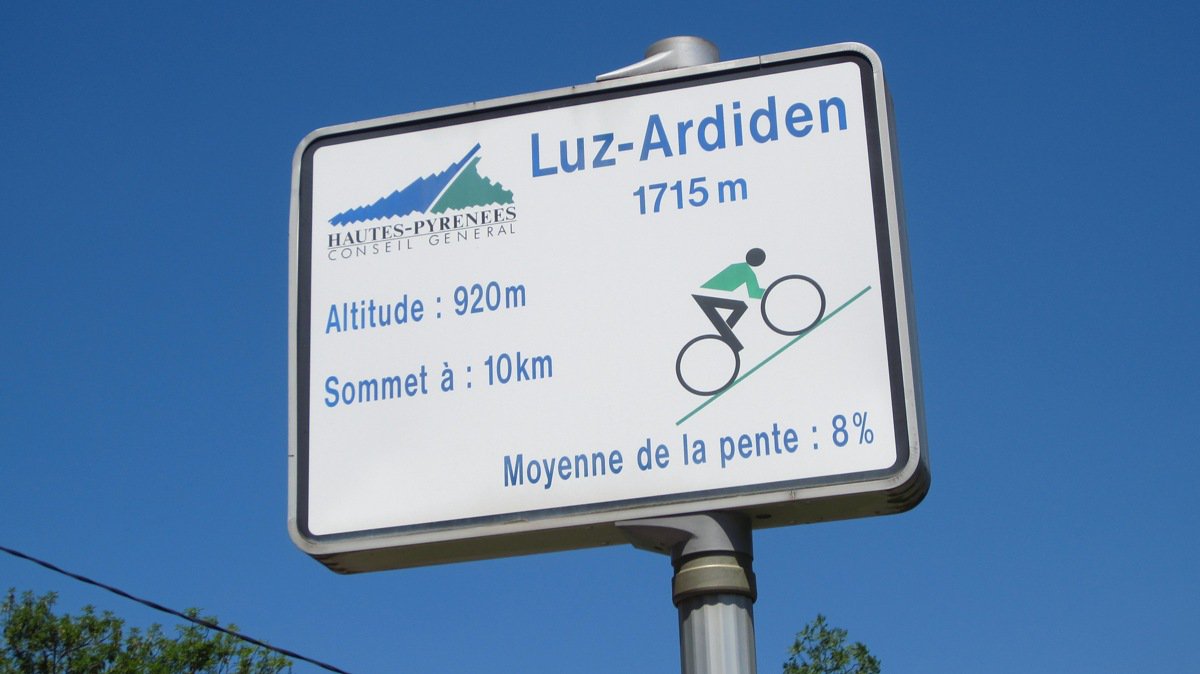 Luz-Ardiden
1715 m
HAUTES-PYRENEES
CONSEIL GENERAL
Altitude : 920m
Sommet à : 10km
Moyenne de la pente : 8%